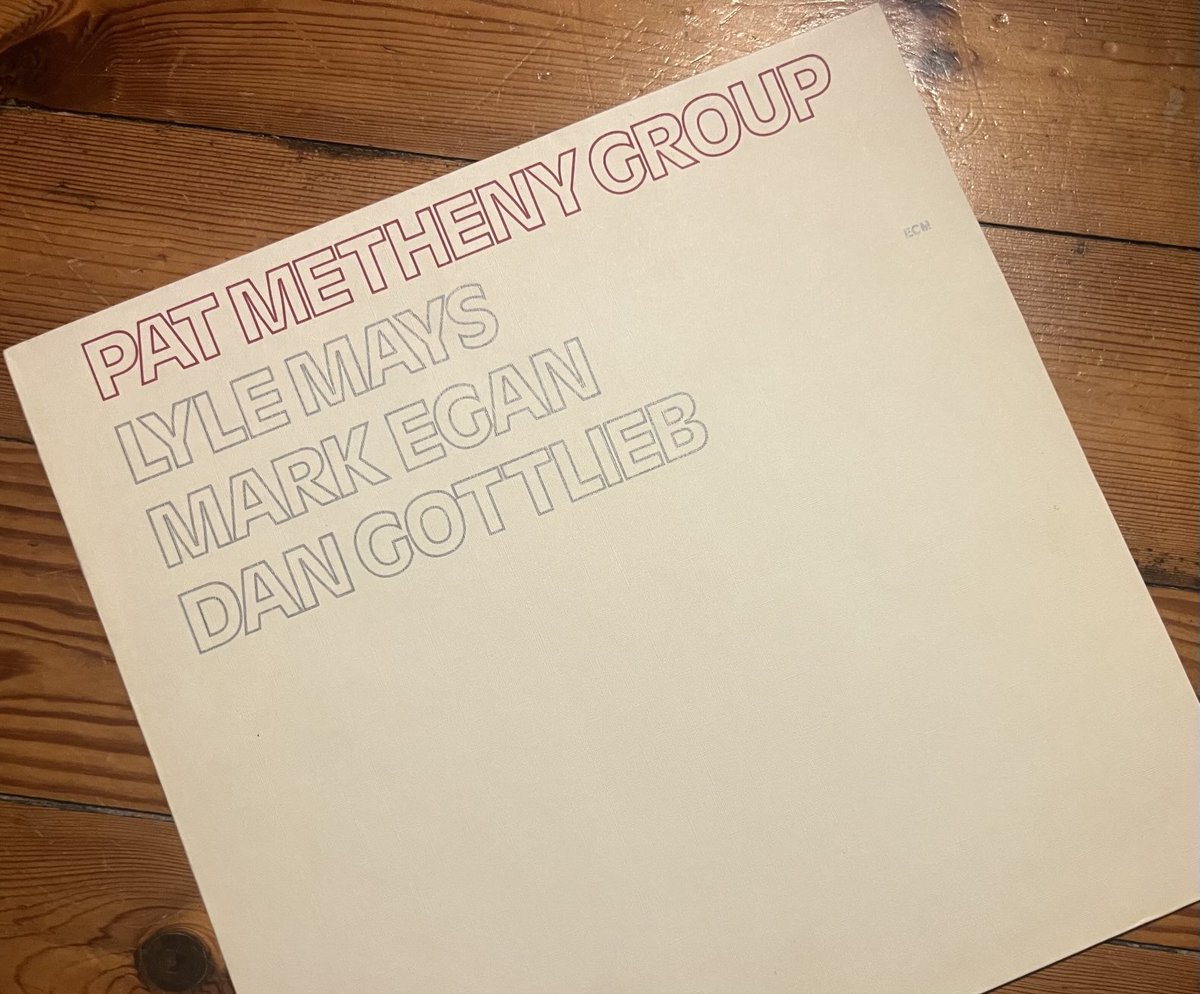 PAT METHENY GROUP
ECM
LYLE MAYS
MARK EGAN
DAN GOTTLIEB